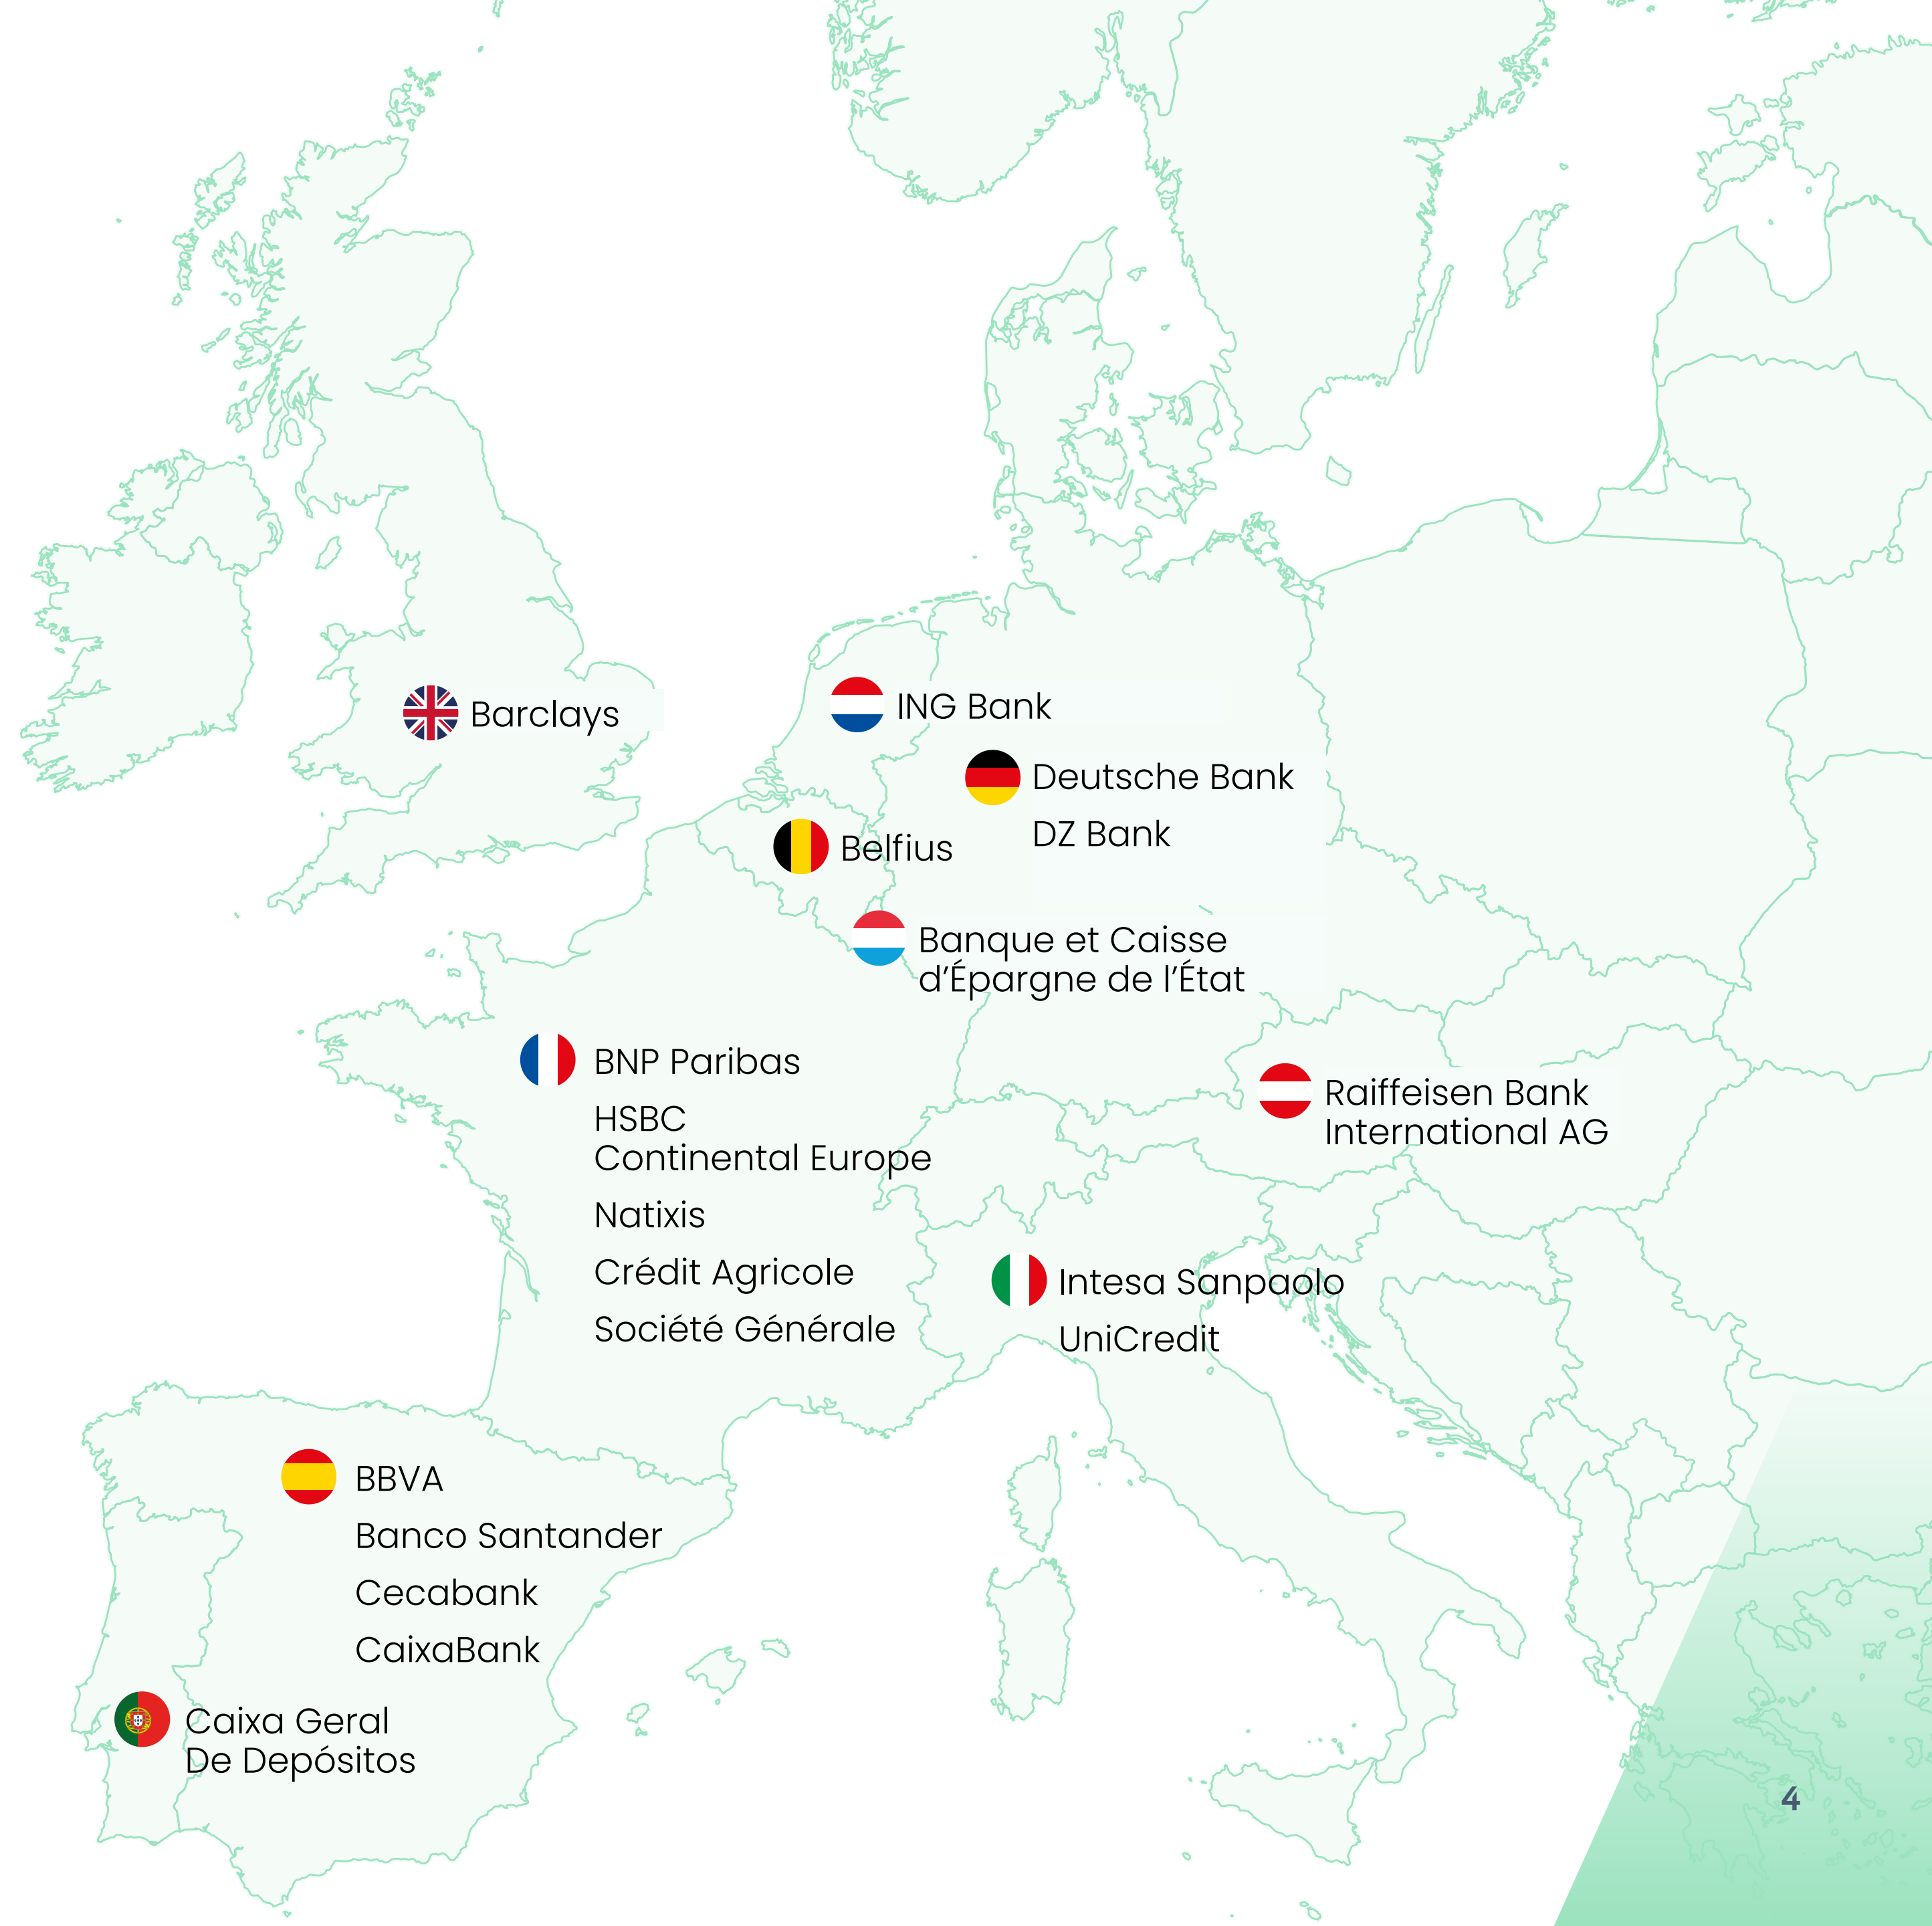 Barclays
ING Bank
Deutsche Bank
DZ Bank
Belfius
Banque et Caisse
d’Épargne de l’État
BNP Paribas
HSBC
Continental Europe
Natixis
Crédit Agricole
Société Générale
Raiffeisen Bank
International AG
Intesa Sanpaolo
UniCredit
BBVA
Banco Santander
Cecabank
CaixaBank
Caixa Geral
De Depósitos
4